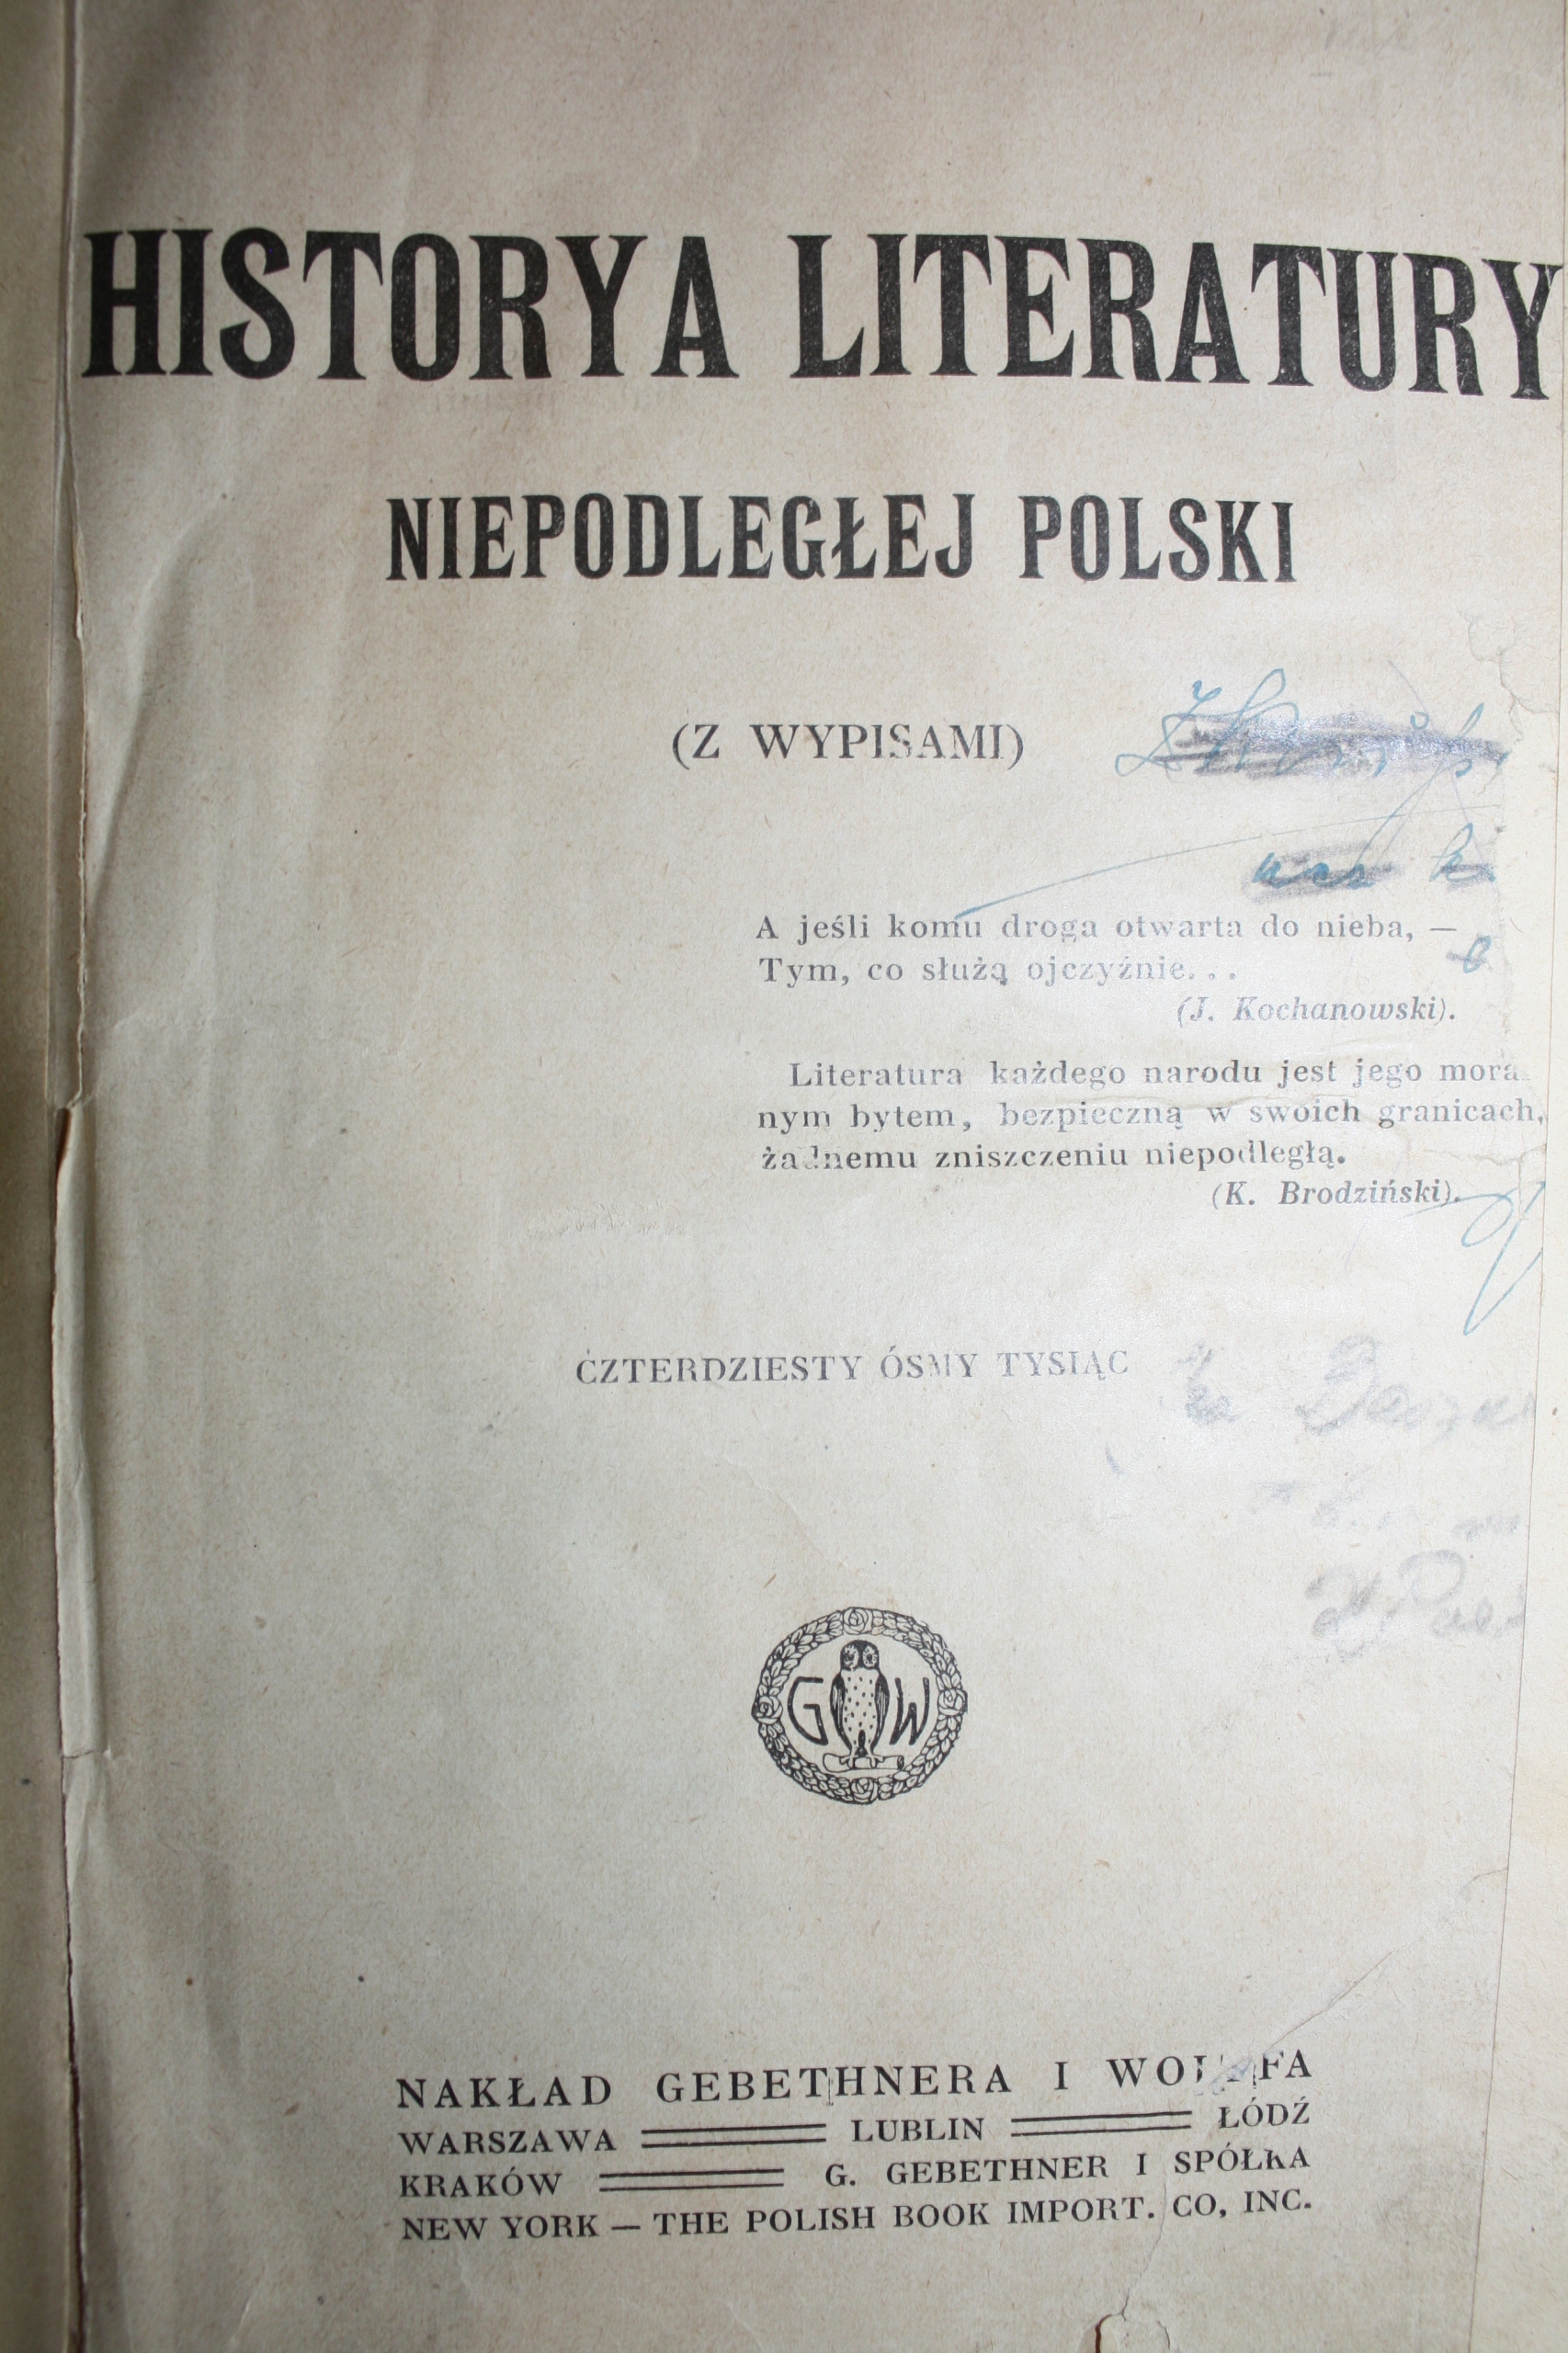 HISTORYA LITERATURY
NIEPODLEGŁEJ POLSKI
(Z WYPISAMI)
A jeśli komu droga otwarta do nieba, —
Tym, co służą ojczyźnie...
(J. Kochanowski).
Literatura każdego narodu jest jego mora
nym bytem, bezpieczną w swoich granicach,
żadnemu zniszczeniu niepodległą.
(K. Brodziński).
CZTERDZIESTY ÓSMY TYSIĄC
G W
NAKŁAD GEBETHNERA I WOLFFA
WARSZAWA LUBLIN ŁÓDŹ
KRAKÓW G. GEBETHNER I SPÓŁKA
NEW YORK — THE POLISH BOOK IMPORT. CO, INC.